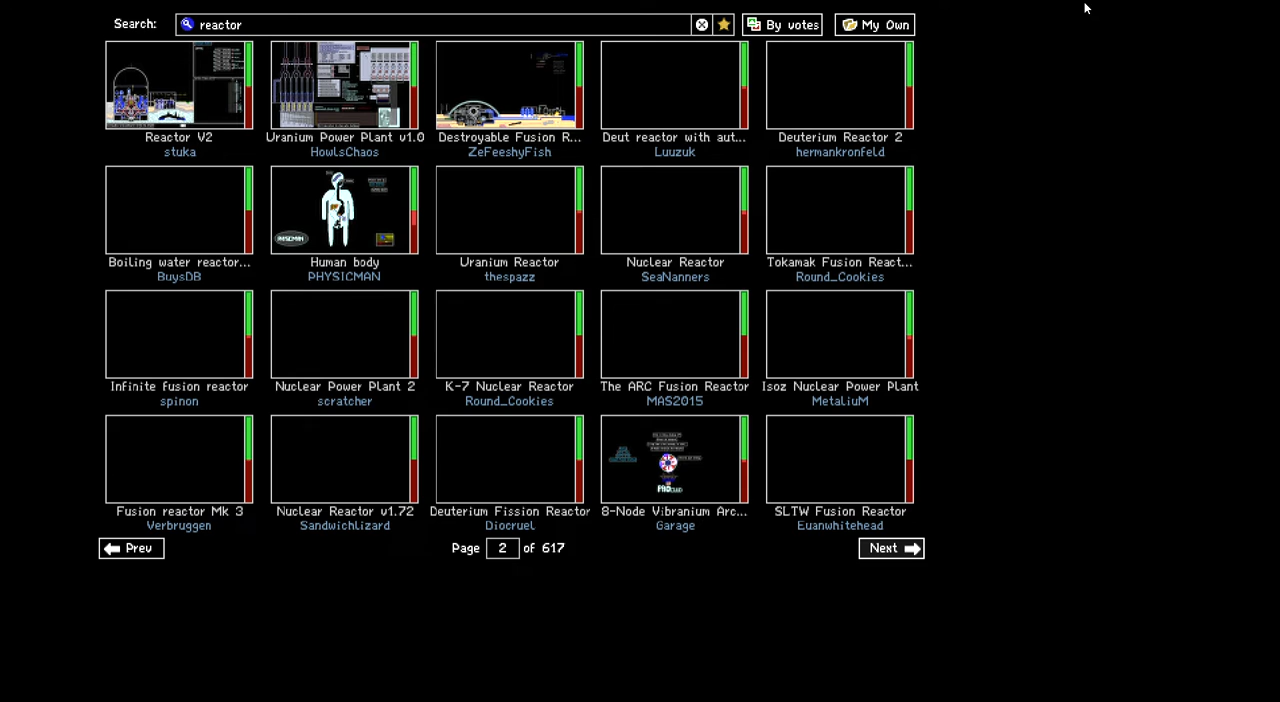 Search: reactor By votes My Own
Reactor V2 Uranium Power Plant v1.0 Destroyable Fusion R... Deut reactor with aut... Deuterium Reactor 2
stuka HowlsChaos ZeFeeshyFish Luuzuk hermankronfeld
Boiling water reactor... Human body Uranium Reactor Nuclear Reactor Tokamak Fusion React...
BuysDB PHYSICMAN thespazz SeaNanners Round_Cookies
Infinite fusion reactor Nuclear Power Plant 2 K-7 Nuclear Reactor The ARC Fusion Reactor Isoz Nuclear Power Plant
spinon scratcher Round_Cookies MAS2015 MetaliuM
Fusion reactor Mk 3 Nuclear Reactor v1.72 Deuterium Fission Reactor 8-Node Vibranium Arc... SLTW Fusion Reactor
Verbruggen Sandwichlizard Diocruel Garage Euanwhitehead
Prev Page 2 of 617 Next